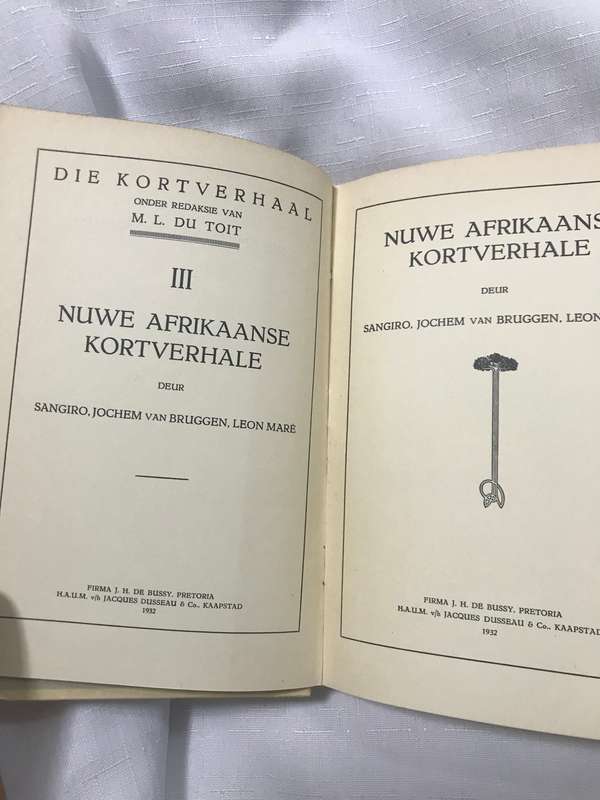 DIE KORTVERHAAL
ONDER REDAKSIE VAN
M. L. DU TOIT
III
NUWE AFRIKAANSE
KORTVERHALE
DEUR
SANGIRO, JOCHEM VAN BRUGGEN, LEON MARÉ
FIRMA J. H. DE BUSSY, PRETORIA
H.A.U.M. v/h JACQUES DUSSEAU & Co., KAAPSTAD
1932
NUWE AFRIKAANS
KORTVERHALE
DEUR
SANGIRO, JOCHEM VAN BRUGGEN, LEON
FIRMA J. H. DE BUSSY, PRETORIA
H.A.U.M. v/h JACQUES DUSSEAU & Co., KAAPSTAD
1932